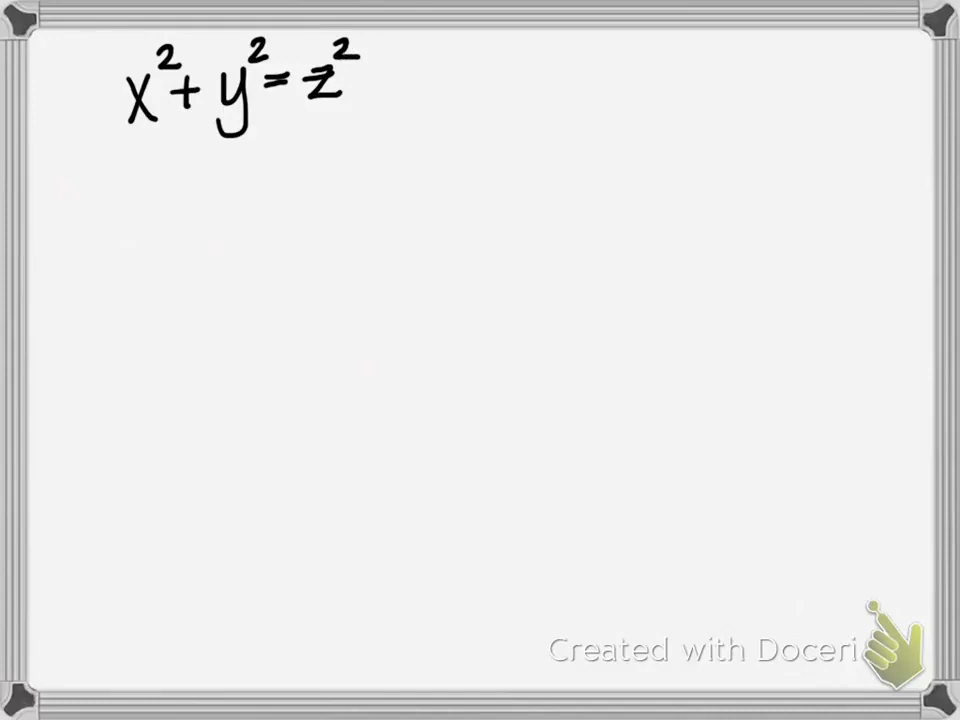 x² + y² = z²
Created with Doceri